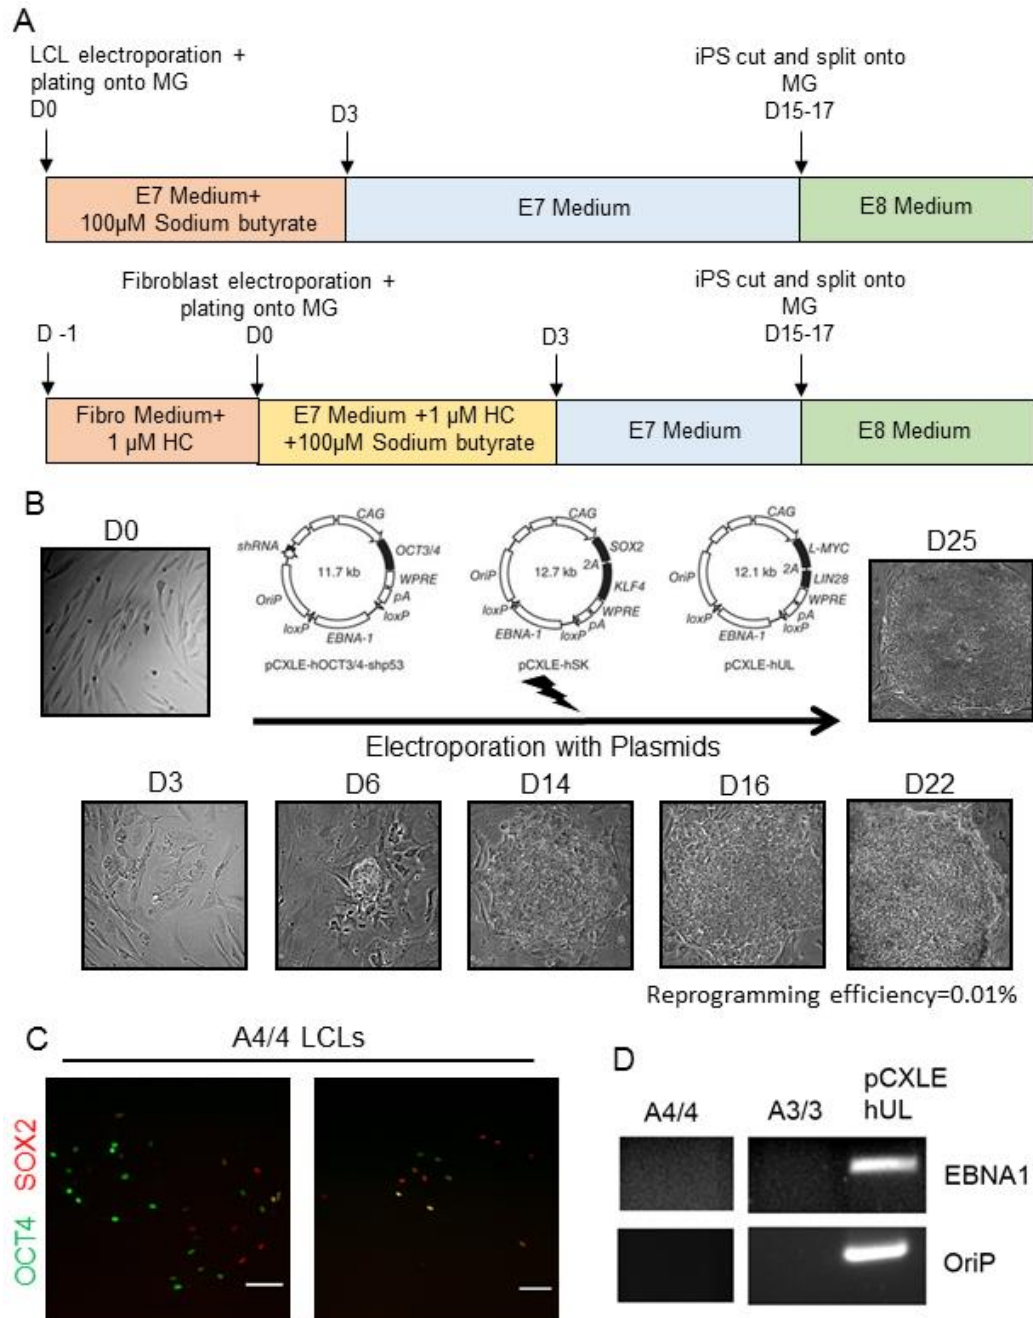 A
LCL electroporation +
plating onto MG
D0
D3
iPS cut and split onto
MG
D15-17
E7 Medium+
100µM Sodium butyrate
E7 Medium
E8 Medium
Fibroblast electroporation +
plating onto MG
D -1
D0
D3
iPS cut and split onto
MG
D15-17
Fibro Medium+
1 µM HC
E7 Medium +1 µM HC
+100µM Sodium butyrate
E7 Medium
E8 Medium
B
D0
CAG
shRNA
OCT3/4
11.7 kb
WPRE
OriP
pA
loxP
loxP
EBNA-1
pCXLE-hOCT3/4-shp53
CAG
SOX2
2A
12.7 kb
OriP
KLF4
WPRE
loxP
pA
EBNA-1
loxP
pCXLE-hSK
CAG
L-MYC
2A
12.1 kb
LIN28
OriP
WPRE
pA
loxP
loxP
EBNA-1
pCXLE-hUL
D25
Electroporation with Plasmids
D3
D6
D14
D16
D22
Reprogramming efficiency=0.01%
C
A4/4 LCLs
OCT4 SOX2
D
A4/4
A3/3
pCXLE
hUL
EBNA1
OriP